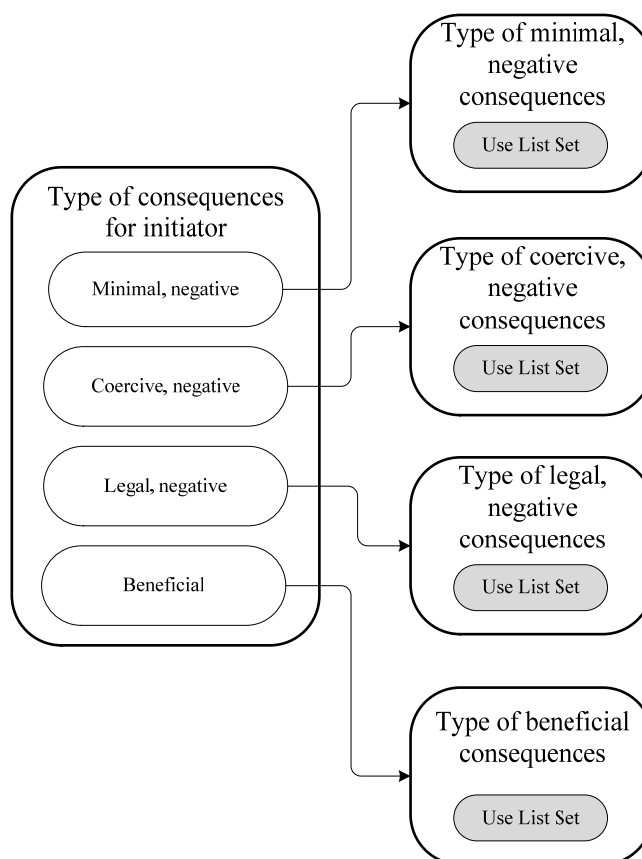 Type of minimal,
negative
consequences
Use List Set
Type of consequences
for initiator
Minimal, negative
Coercive, negative
Legal, negative
Beneficial
Type of coercive,
negative
consequences
Use List Set
Type of legal,
negative
consequences
Use List Set
Type of beneficial
consequences
Use List Set